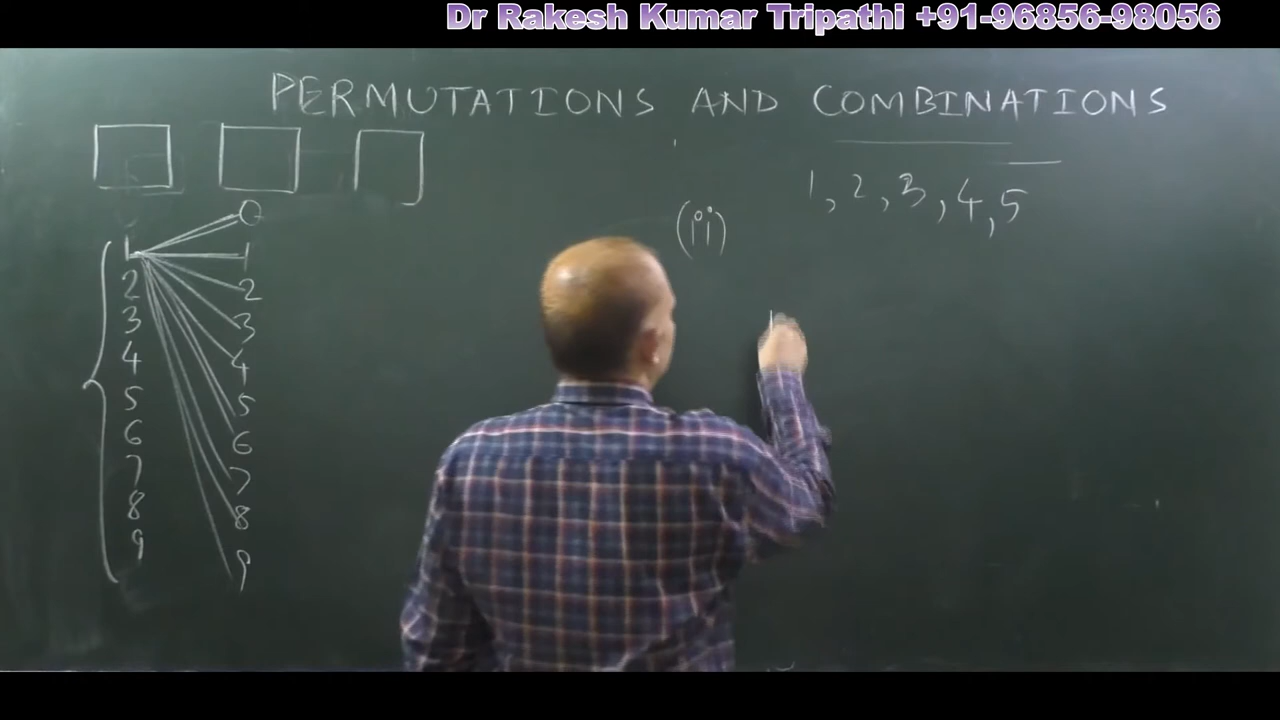 Dr Rakesh Kumar Tripathi +91-96856-98056
PERMUTATIONS AND COMBINATIONS
1, 2, 3, 4, 5
(ii)
0
1 1
2 2
3 3
4 4
5 5
6 6
7 7
8 8
9 9